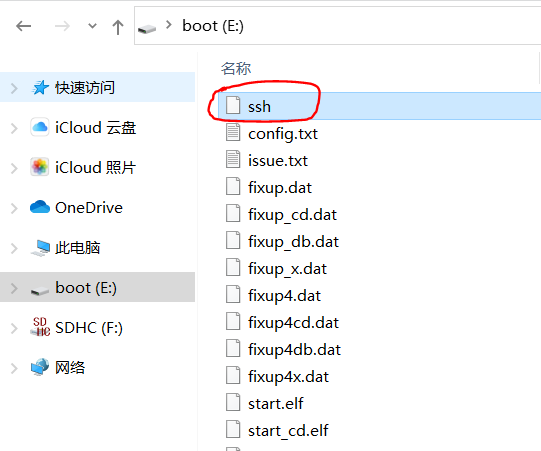 boot (E:)
名称
快速访问
iCloud 云盘
iCloud 照片
OneDrive
此电脑
boot (E:)
SDHC (F:)
网络
ssh
config.txt
issue.txt
fixup.dat
fixup_cd.dat
fixup_db.dat
fixup_x.dat
fixup4.dat
fixup4cd.dat
fixup4db.dat
fixup4x.dat
start.elf
start_cd.elf